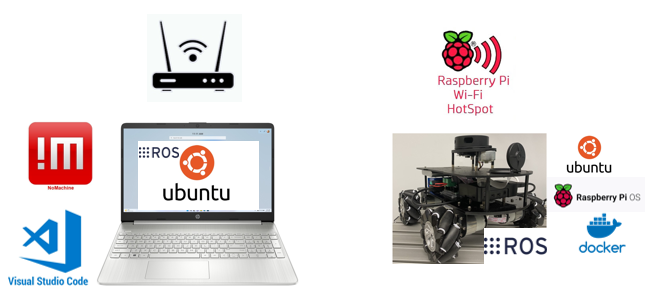 Raspberry Pi
Wi-Fi
HotSpot
!M
NoMachine
ROS
ubuntu
Visual Studio Code
ubuntu
Raspberry Pi OS
docker
ROS